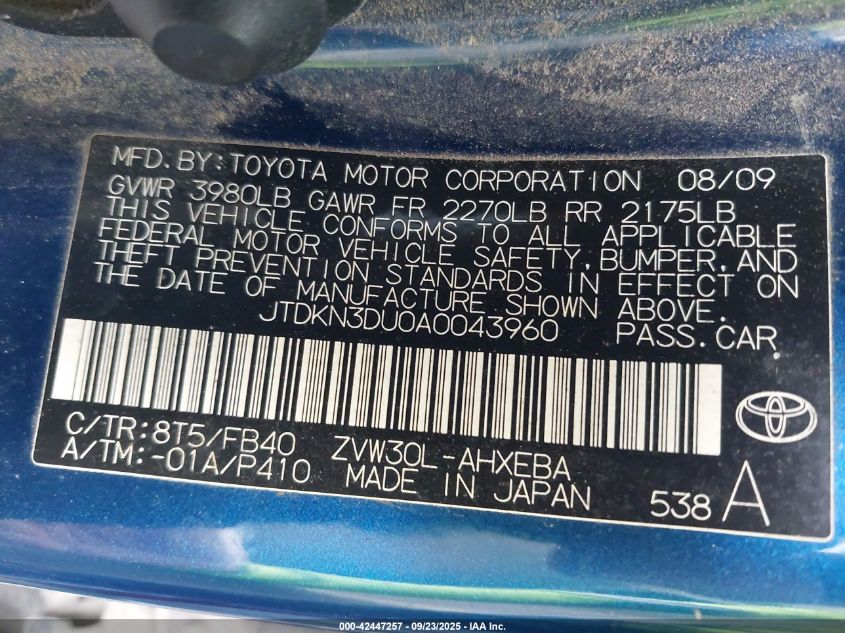 MFD. BY: TOYOTA MOTOR CORPORATION 08/09
GVWR 3980LB GAWR FR 2270LB RR 2175LB
THIS VEHICLE CONFORMS TO ALL APPLICABLE
FEDERAL MOTOR VEHICLE SAFETY, BUMPER, AND
THEFT PREVENTION STANDARDS IN EFFECT ON
THE DATE OF MANUFACTURE SHOWN ABOVE.
JTDKN3DU0A0043960 PASS. CAR
C/TR: 8T5/FB40 ZVW30L-AHXEBA
A/TM: -01A/P410 MADE IN JAPAN 538 A
000-42447257 - 09/23/2025 - IAA Inc.